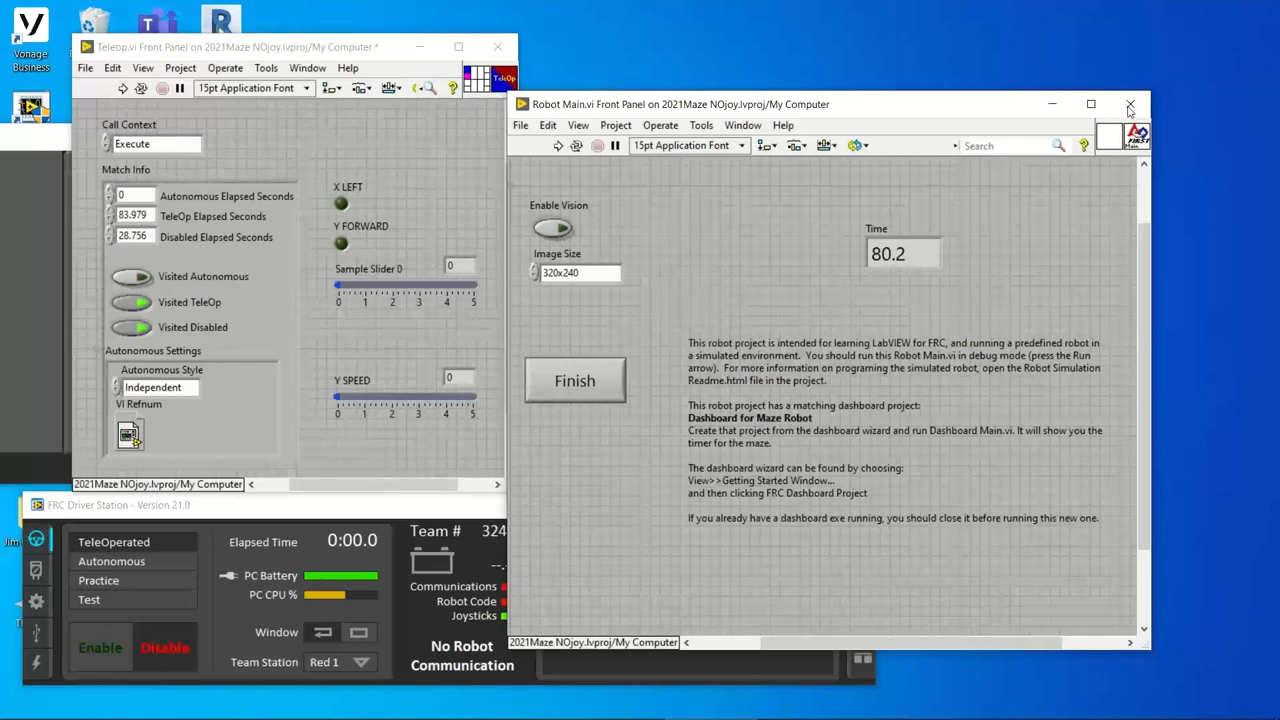 Vonage
Business
Teleop.vi Front Panel on 2021Maze NOjoy.lvproj/My Computer *
File Edit View Project Operate Tools Window Help
15pt Application Font
TeleOp
Call Context
Execute
Match Info
0 Autonomous Elapsed Seconds
83.979 TeleOp Elapsed Seconds
28.756 Disabled Elapsed Seconds
Visited Autonomous
Visited TeleOp
Visited Disabled
Autonomous Settings
Autonomous Style
Independent
VI Refnum
X LEFT
Y FORWARD
Sample Slider 0
0
0 1 2 3 4 5
Y SPEED
0
0 1 2 3 4 5
2021Maze NOjoy.lvproj/My Computer
Robot Main.vi Front Panel on 2021Maze NOjoy.lvproj/My Computer
File Edit View Project Operate Tools Window Help
15pt Application Font
Search
FIRST
Main
Enable Vision
Image Size
320x240
Time
80.2
Finish
This robot project is intended for learning LabVIEW for FRC, and running a predefined robot in
a simulated environment. You should run this Robot Main.vi in debug mode (press the Run
arrow). For more information on programing the simulated robot, open the Robot Simulation
Readme.html file in the project.
This robot project has a matching dashboard project:
Dashboard for Maze Robot
Create that project from the dashboard wizard and run Dashboard Main.vi. It will show you the
timer for the maze.
The dashboard wizard can be found by choosing:
View>>Getting Started Window...
and then clicking FRC Dashboard Project
If you already have a dashboard exe running, you should close it before running this new one.
2021Maze NOjoy.lvproj/My Computer
FRC Driver Station - Version 21.0
TeleOperated
Autonomous
Practice
Test
Enable Disable
Elapsed Time 0:00.0
PC Battery
PC CPU %
Window
Team Station Red 1
Team # 324
--.
Communications
Robot Code
Joysticks
No Robot
Communication